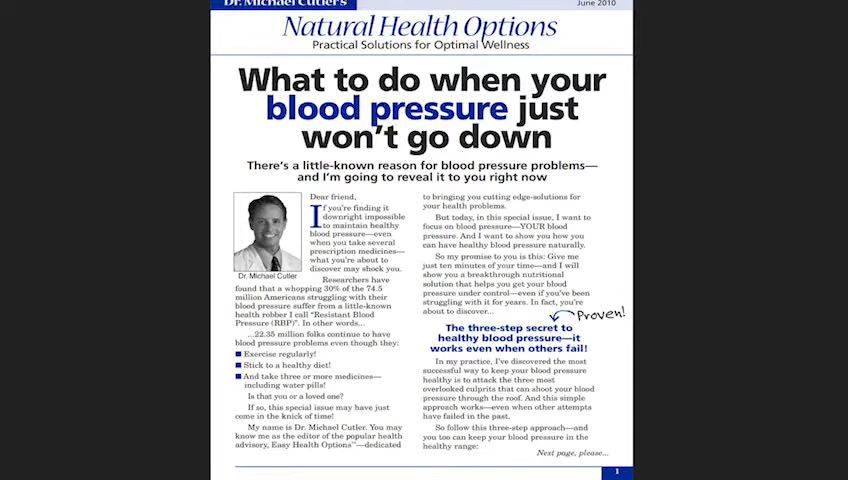 Dr. Michael Cutler's
June 2010
Natural Health Options
Practical Solutions for Optimal Wellness
What to do when your
blood pressure just
won't go down
There's a little-known reason for blood pressure problems—
and I'm going to reveal it to you right now
Dr. Michael Cutler
Dear friend,
If you're finding it
downright impossible
to maintain healthy
blood pressure—even
when you take several
prescription medicines—
what you're about to
discover may shock you.
Researchers have
found that a whopping 30% of the 74.5
million Americans struggling with their
blood pressure suffer from a little-known
health robber I call "Resistant Blood
Pressure (RBP)". In other words...
...22.35 million folks continue to have
blood pressure problems even though they:
■ Exercise regularly!
■ Stick to a healthy diet!
■ And take three or more medicines—
including water pills!
Is that you or a loved one?
If so, this special issue may have just
come in the knick of time!
My name is Dr. Michael Cutler. You may
know me as the editor of the popular health
advisory, Easy Health Options™—dedicated
to bringing you cutting edge-solutions for
your health problems.
But today, in this special issue, I want to
focus on blood pressure—YOUR blood
pressure. And I want to show you how you
can have healthy blood pressure naturally.
So my promise to you is this: Give me
just ten minutes of your time—and I will
show you a breakthrough nutritional
solution that helps you get your blood
pressure under control—even if you've been
struggling with it for years. In fact, you're
about to discover...
Proven!
The three-step secret to
healthy blood pressure—it
works even when others fail!
In my practice, I've discovered the most
successful way to keep your blood pressure
healthy is to attack the three most
overlooked culprits that can shoot your blood
pressure through the roof. And this simple
approach works—even when other attempts
have failed in the past.
So follow this three-step approach—and
you too can keep your blood pressure in the
healthy range:
Next page, please...
1